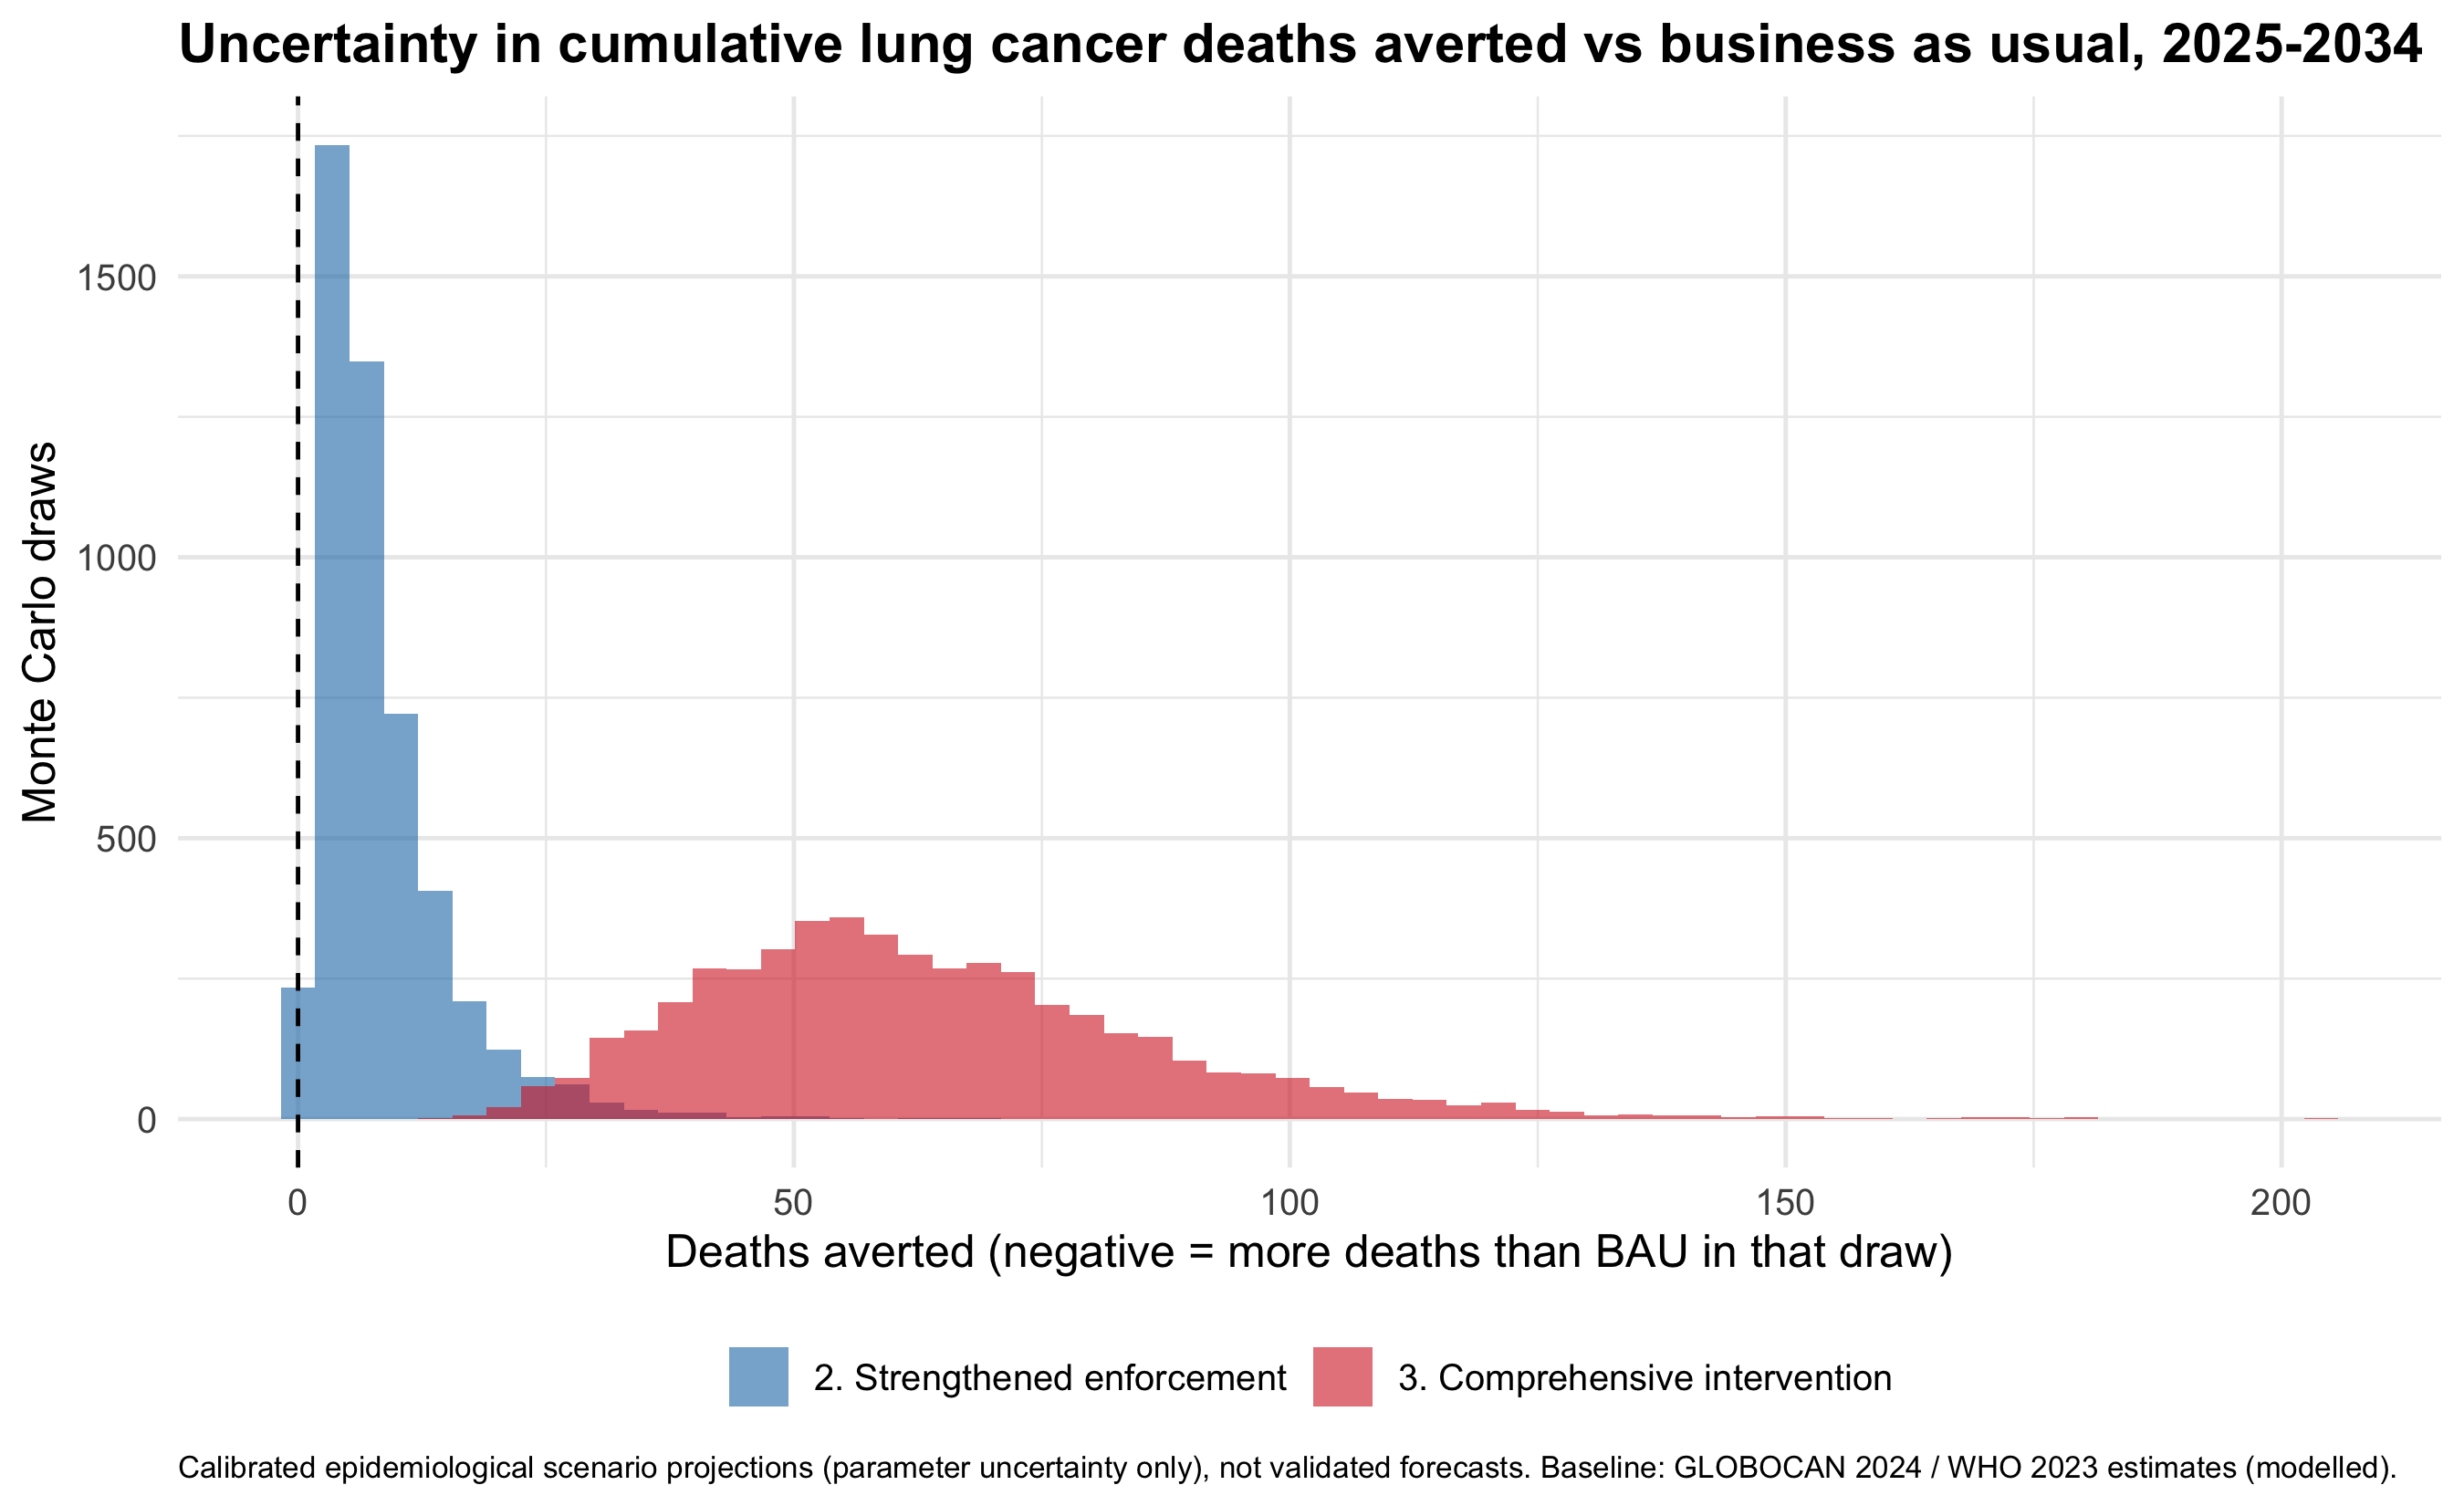 Uncertainty in cumulative lung cancer deaths averted vs business as usual, 2025-2034
Monte Carlo draws
1500
1000
500
0
0 50 100 150 200
Deaths averted (negative = more deaths than BAU in that draw)
2. Strengthened enforcement 3. Comprehensive intervention
Calibrated epidemiological scenario projections (parameter uncertainty only), not validated forecasts. Baseline: GLOBOCAN 2024 / WHO 2023 estimates (modelled).